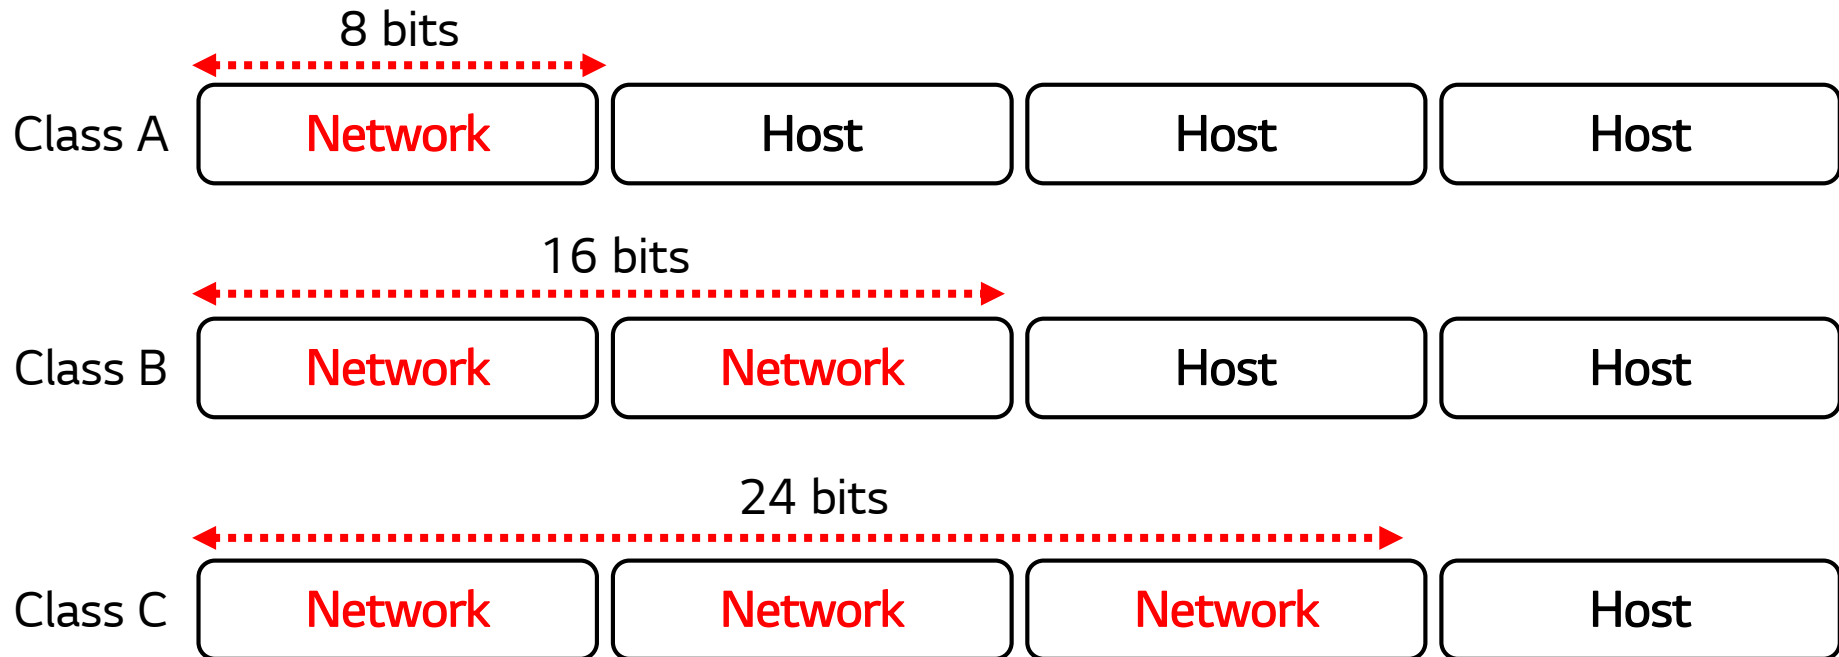 8 bits
Class A Network Host Host Host
16 bits
Class B Network Network Host Host
24 bits
Class C Network Network Network Host